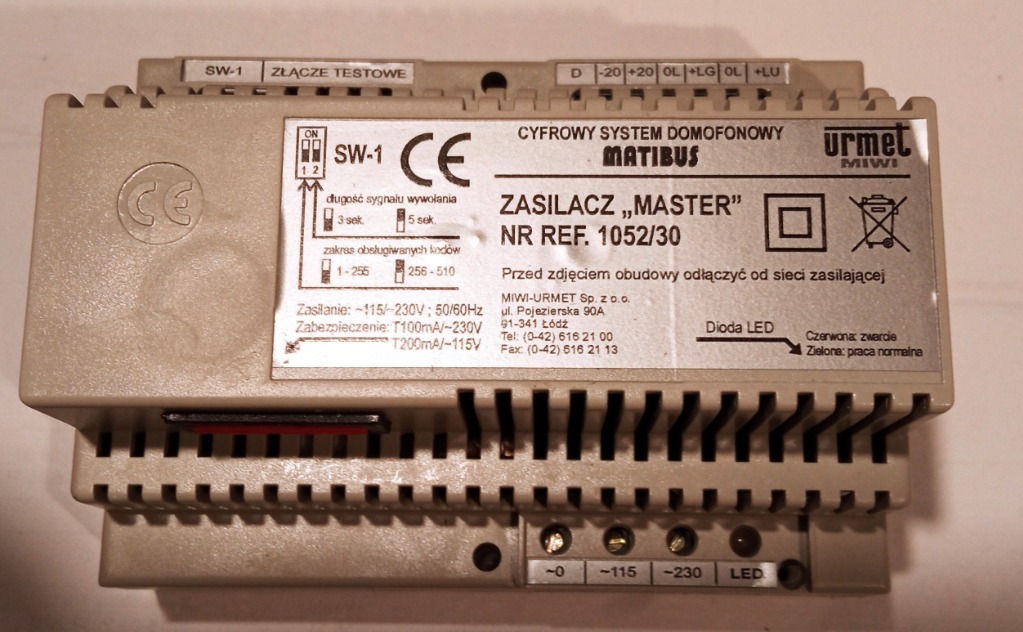 SW-1 ZŁĄCZE TESTOWE
D -20 +20 0L +LG 0L +LU
ON
1 2
SW-1
CE
CYFROWY SYSTEM DOMOFONOWY
MATIBUS
urmet
MIWI
CE
długość sygnału wywołania
3 sek. 5 sek.
zakres obsługiwanych kodów
1 - 255 256 - 510
ZASILACZ „MASTER”
NR REF. 1052/30
Przed zdjęciem obudowy odłączyć od sieci zasilającej
Zasilanie: ~115/~230V ; 50/60Hz
Zabezpieczenie: T100mA/~230V
T200mA/~115V
MIWI-URMET Sp. z o.o.
ul. Pojezierska 90A
91-341 Łódź
Tel: (0-42) 616 21 00
Fax: (0-42) 616 21 13
Dioda LED
Czerwona: zwarcie
Zielona: praca normalna
~0 ~115 ~230 LED